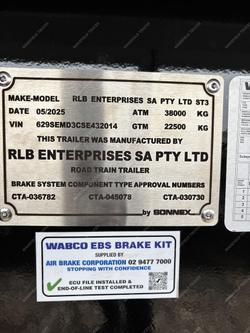 MAKE-MODEL RLB ENTERPRISES SA PTY LTD ST3
DATE 05/2025 ATM 38000 KG
VIN 629SEMD3CSE432014 GTM 22500 KG
THIS TRAILER WAS MANUFACTURED BY
RLB ENTERPRISES SA PTY LTD
ROAD TRAIN TRAILER
BRAKE SYSTEM COMPONENT TYPE APPROVAL NUMBERS
CTA-036782 CTA-045078 CTA-030730
by SONNEX
WABCO EBS BRAKE KIT
SUPPLIED BY
AIR BRAKE CORPORATION 02 9477 7000
STOPPING WITH CONFIDENCE
ECU FILE INSTALLED &
END-OF-LINE TEST COMPLETED